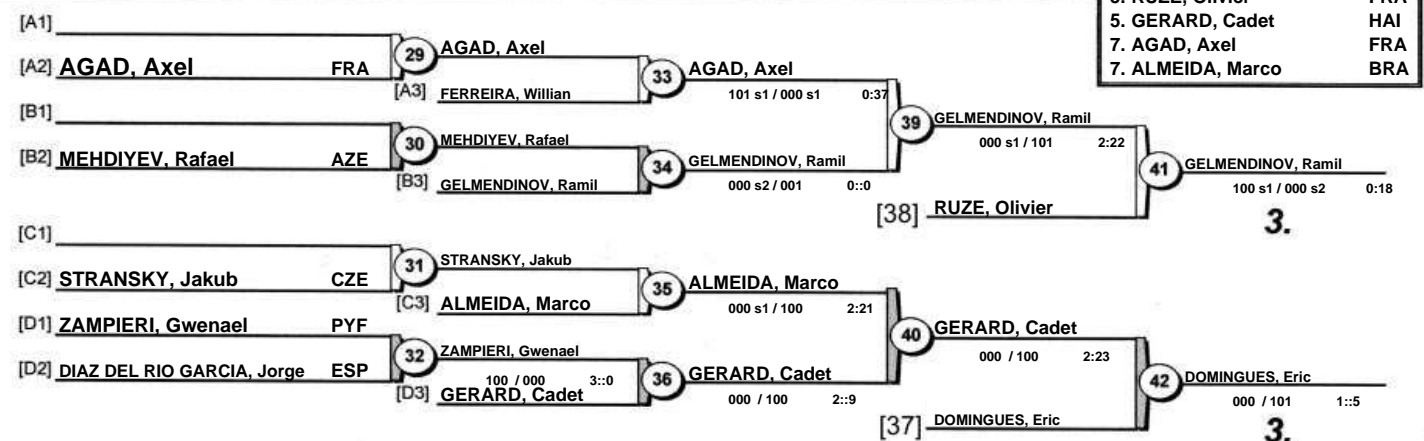 5. GERARD, Cadet HAI
7. AGAD, Axel FRA
7. ALMEIDA, Marco BRA
[A1]
[A2] AGAD, Axel FRA
29 AGAD, Axel
[A3] FERREIRA, Willian
33 AGAD, Axel
101 s1 / 000 s1 0:37
[B1]
[B2] MEHDIYEV, Rafael AZE
30 MEHDIYEV, Rafael
[B3] GELMENDINOV, Ramil
34 GELMENDINOV, Ramil
000 s2 / 001 0::0
39 GELMENDINOV, Ramil
000 s1 / 101 2:22
[38] RUZE, Olivier
41 GELMENDINOV, Ramil
100 s1 / 000 s2 0:18
3.
[C1]
[C2] STRANSKY, Jakub CZE
31 STRANSKY, Jakub
[C3] ALMEIDA, Marco
35 ALMEIDA, Marco
000 s1 / 100 2:21
[D1] ZAMPIERI, Gwenael PYF
[D2] DIAZ DEL RIO GARCIA, Jorge ESP
32 ZAMPIERI, Gwenael
100 / 000 3::0
[D3] GERARD, Cadet
36 GERARD, Cadet
000 / 100 2::9
40 GERARD, Cadet
000 / 100 2:23
[37] DOMINGUES, Eric
42 DOMINGUES, Eric
000 / 101 1::5
3.